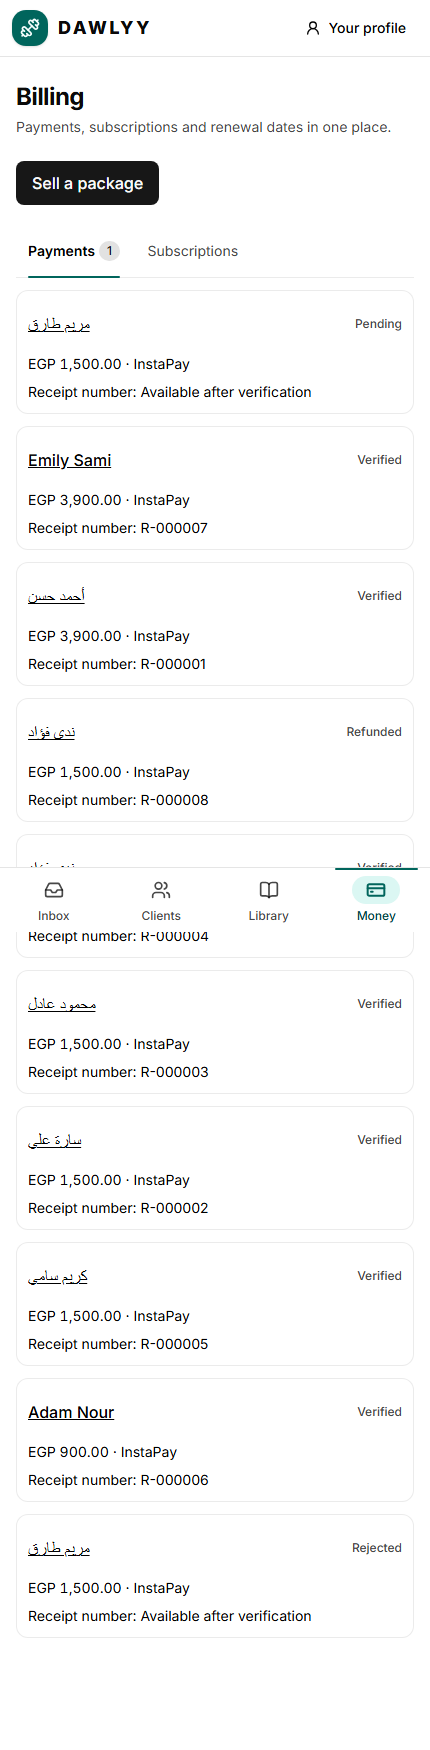 DAWLYY
Your profile
Billing
Payments, subscriptions and renewal dates in one place.
Sell a package
Payments 1
Subscriptions
مريم طارق
Pending
EGP 1,500.00 · InstaPay
Receipt number: Available after verification
Emily Sami
Verified
EGP 3,900.00 · InstaPay
Receipt number: R-000007
أحمد حسن
Verified
EGP 3,900.00 · InstaPay
Receipt number: R-000001
ندى فؤاد
Refunded
EGP 1,500.00 · InstaPay
Receipt number: R-000008
ندى فؤاد
Verified
Inbox
Clients
Library
Money
Receipt number: R-000004
محمود عادل
Verified
EGP 1,500.00 · InstaPay
Receipt number: R-000003
سارة علي
Verified
EGP 1,500.00 · InstaPay
Receipt number: R-000002
كريم سامي
Verified
EGP 1,500.00 · InstaPay
Receipt number: R-000005
Adam Nour
Verified
EGP 900.00 · InstaPay
Receipt number: R-000006
مريم طارق
Rejected
EGP 1,500.00 · InstaPay
Receipt number: Available after verification